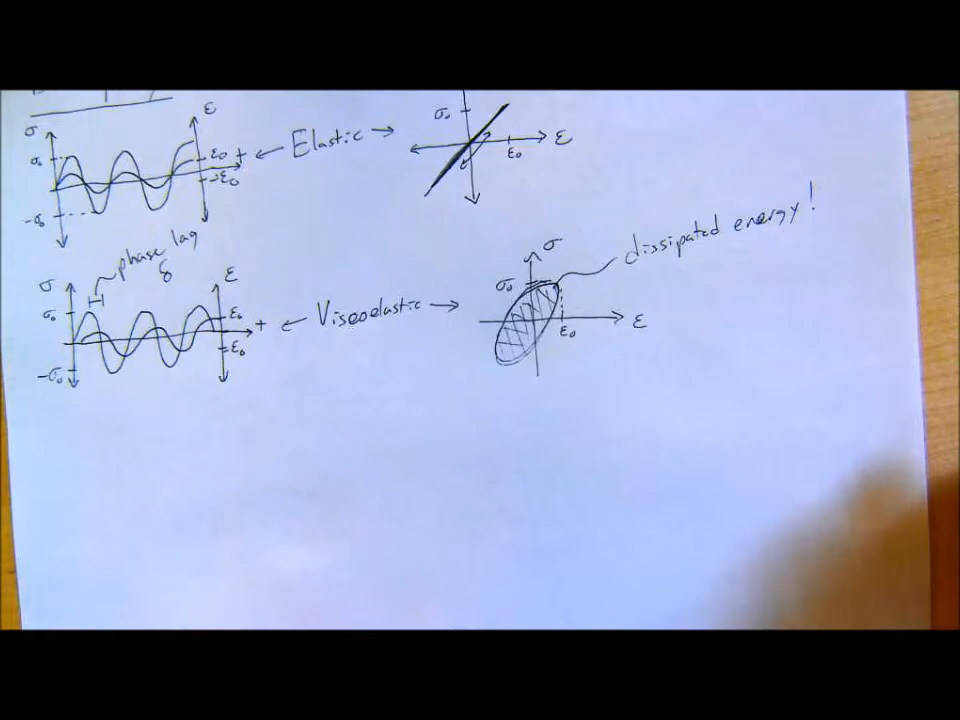 σ
ε
σ₀
-σ₀
ε₀
-ε₀
t
Elastic
σ₀
ε₀
ε
phase lag
δ
σ
ε
σ₀
-σ₀
ε₀
-ε₀
t
Viscoelastic
σ
σ₀
ε₀
ε
dissipated energy!